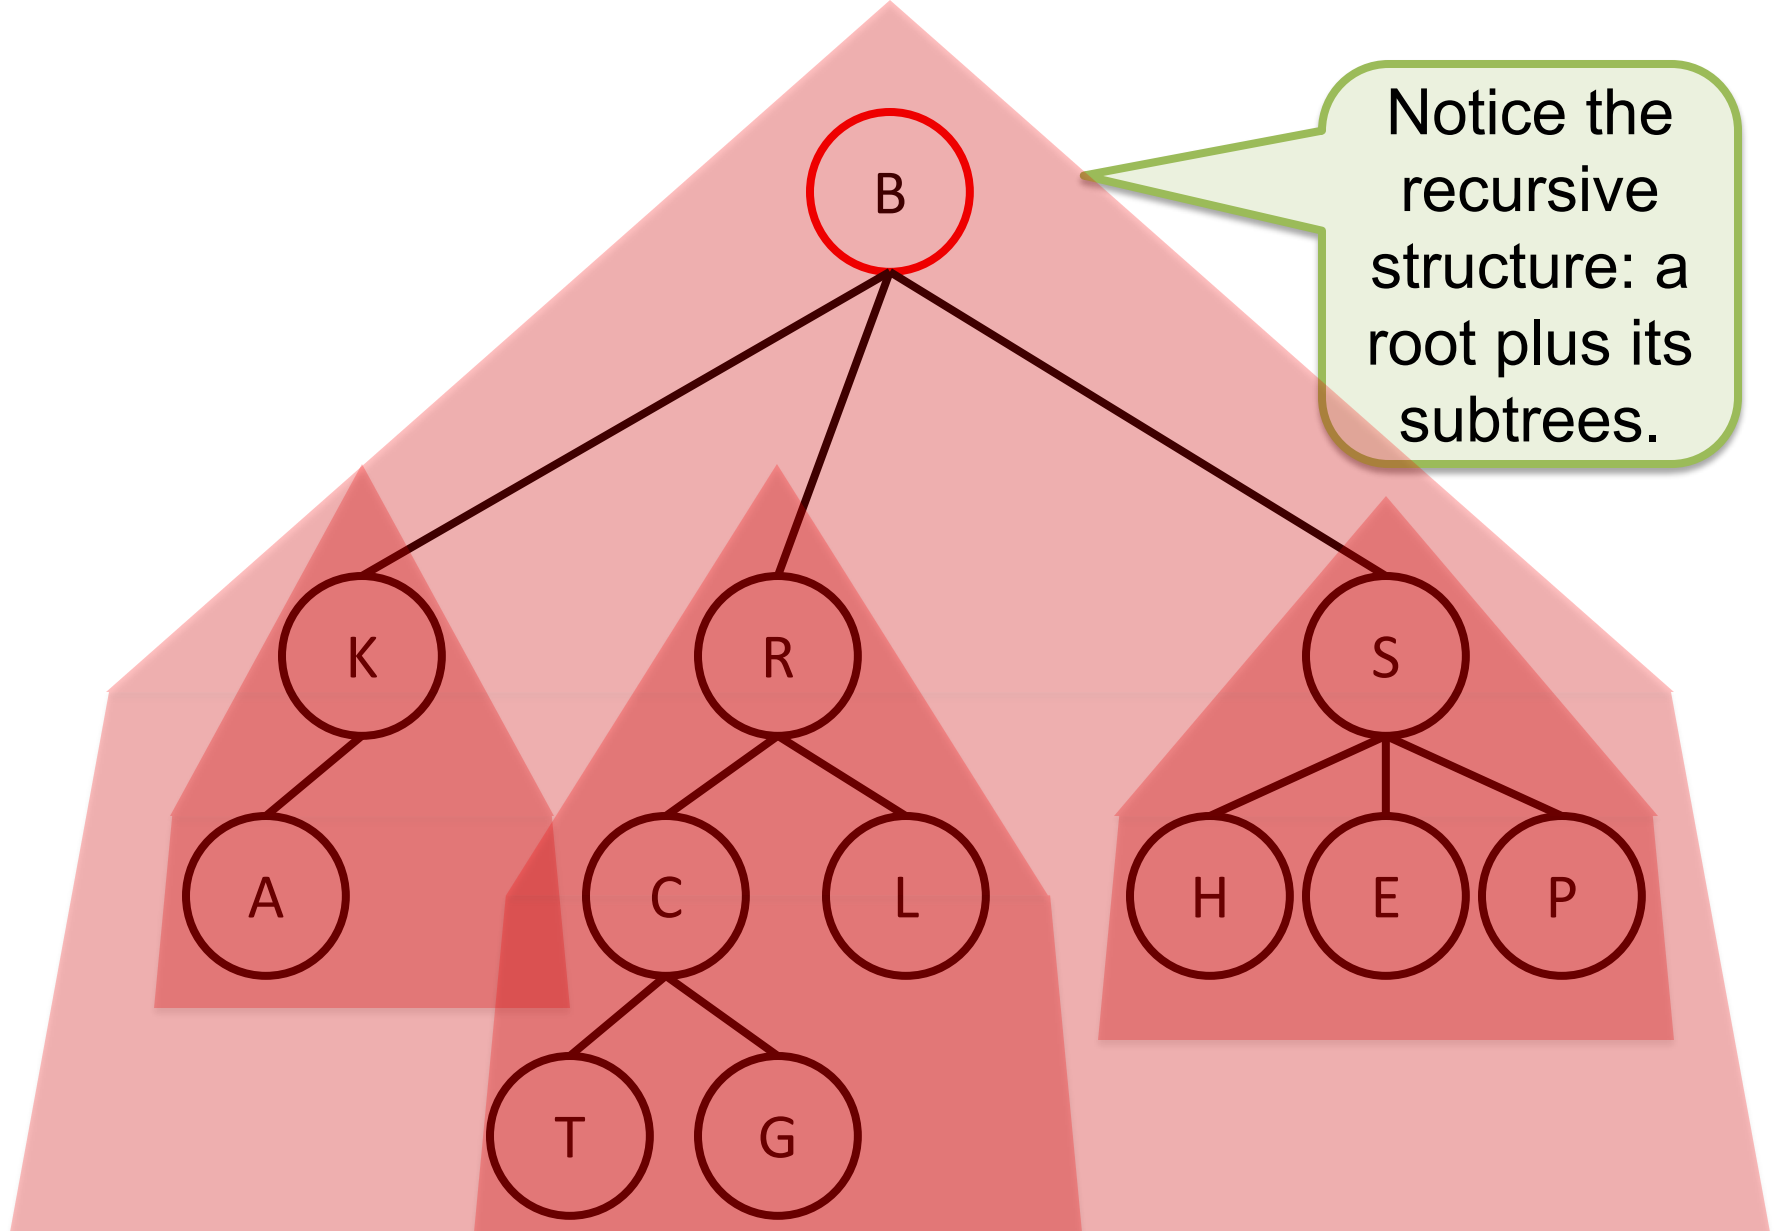 Notice the
recursive
structure: a
root plus its
subtrees.
B
K
R
S
A
C
L
H
E
P
T
G